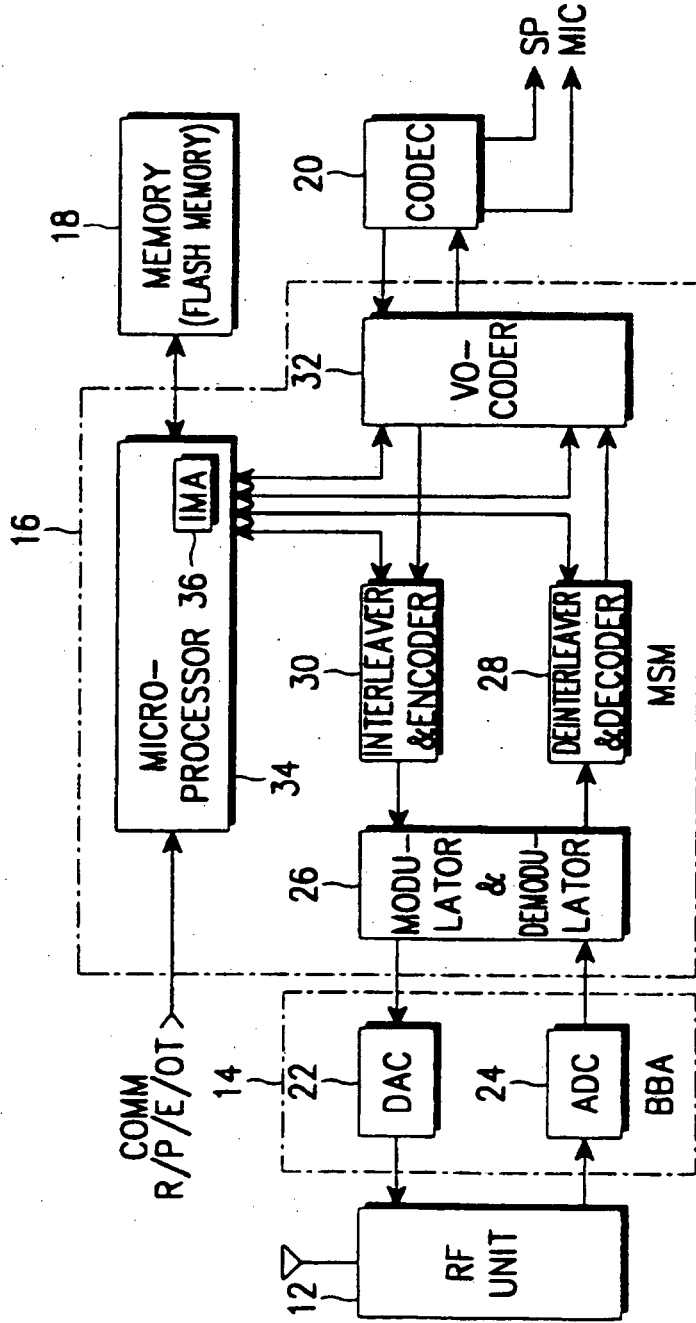 16
18
MEMORY
(FLASH MEMORY)
COMM
R/P/E/OT
MICRO-
PROCESSOR
36
IMA
34
20
CODEC
SP
MIC
32
VO-
CODER
30
INTERLEAVER
&ENCODER
28
DEINTERLEAVER
&DECODER
MSM
26
MODU-
LATOR
&
DEMODU-
LATOR
14
22
DAC
24
ADC
BBA
12
RF
UNIT